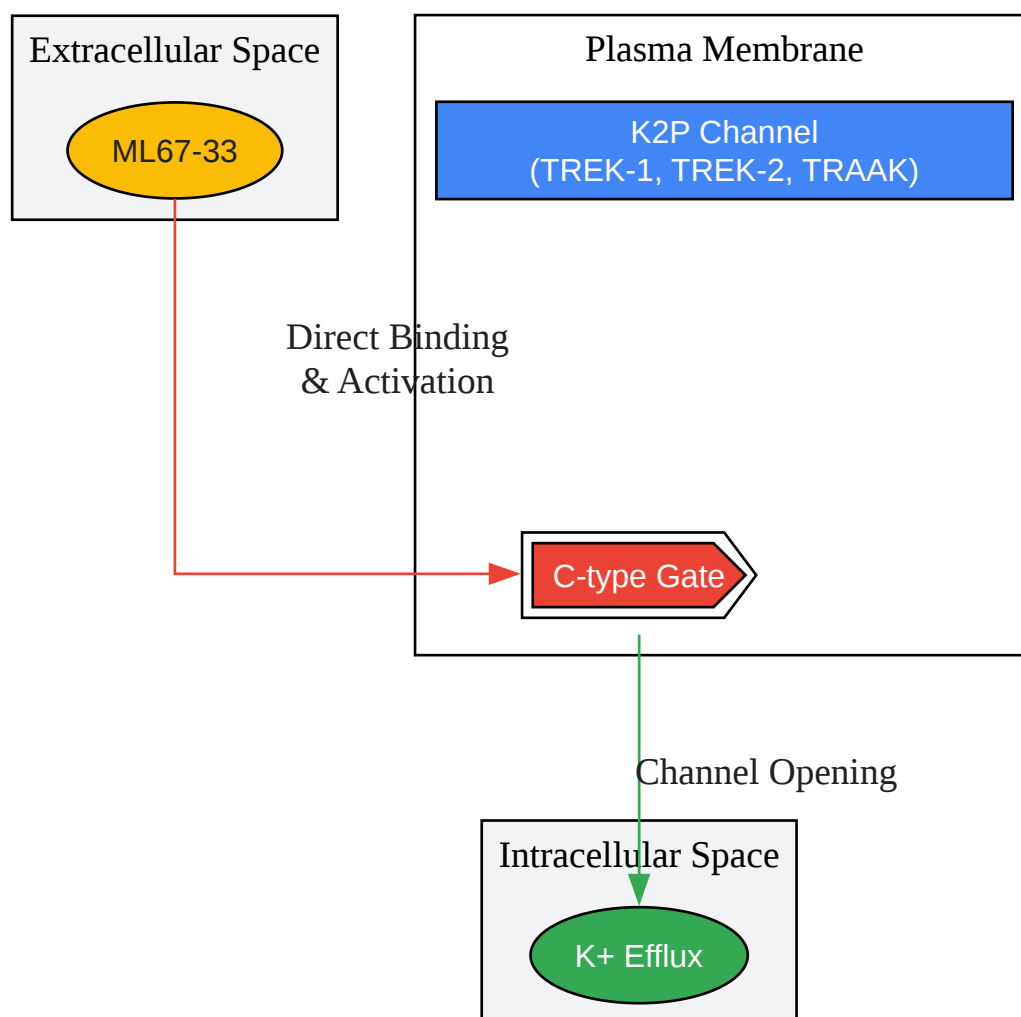 Extracellular Space
ML67-33
Plasma Membrane
K2P Channel
(TREK-1, TREK-2, TRAAK)
Direct Binding
& Activation
C-type Gate
Channel Opening
Intracellular Space
K+ Efflux